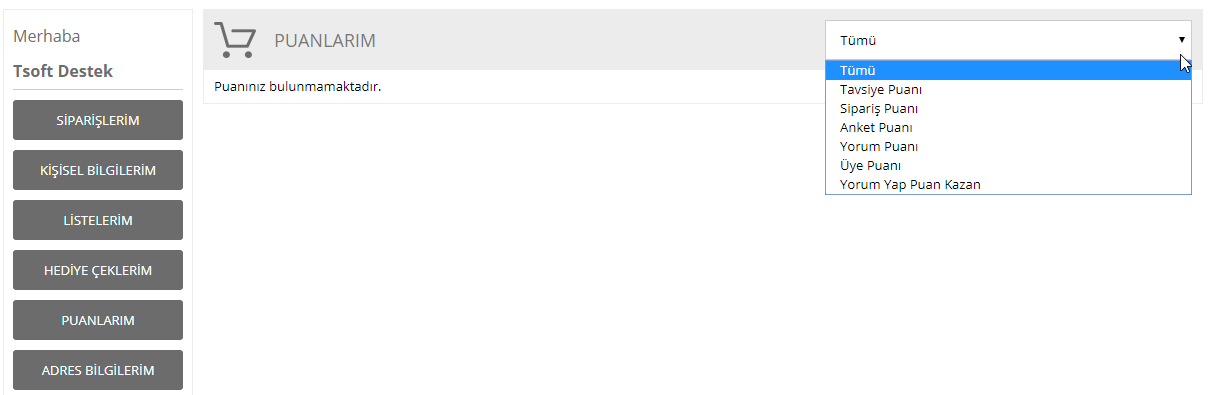 Merhaba
Tsoft Destek
SİPARİŞLERİM
KİŞİSEL BİLGİLERİM
LİSTELERİM
HEDİYE ÇEKLERİM
PUANLARIM
ADRES BİLGİLERİM
PUANLARIM
Puanınız bulunmamaktadır.
Tümü
Tümü
Tavsiye Puanı
Sipariş Puanı
Anket Puanı
Yorum Puanı
Üye Puanı
Yorum Yap Puan Kazan